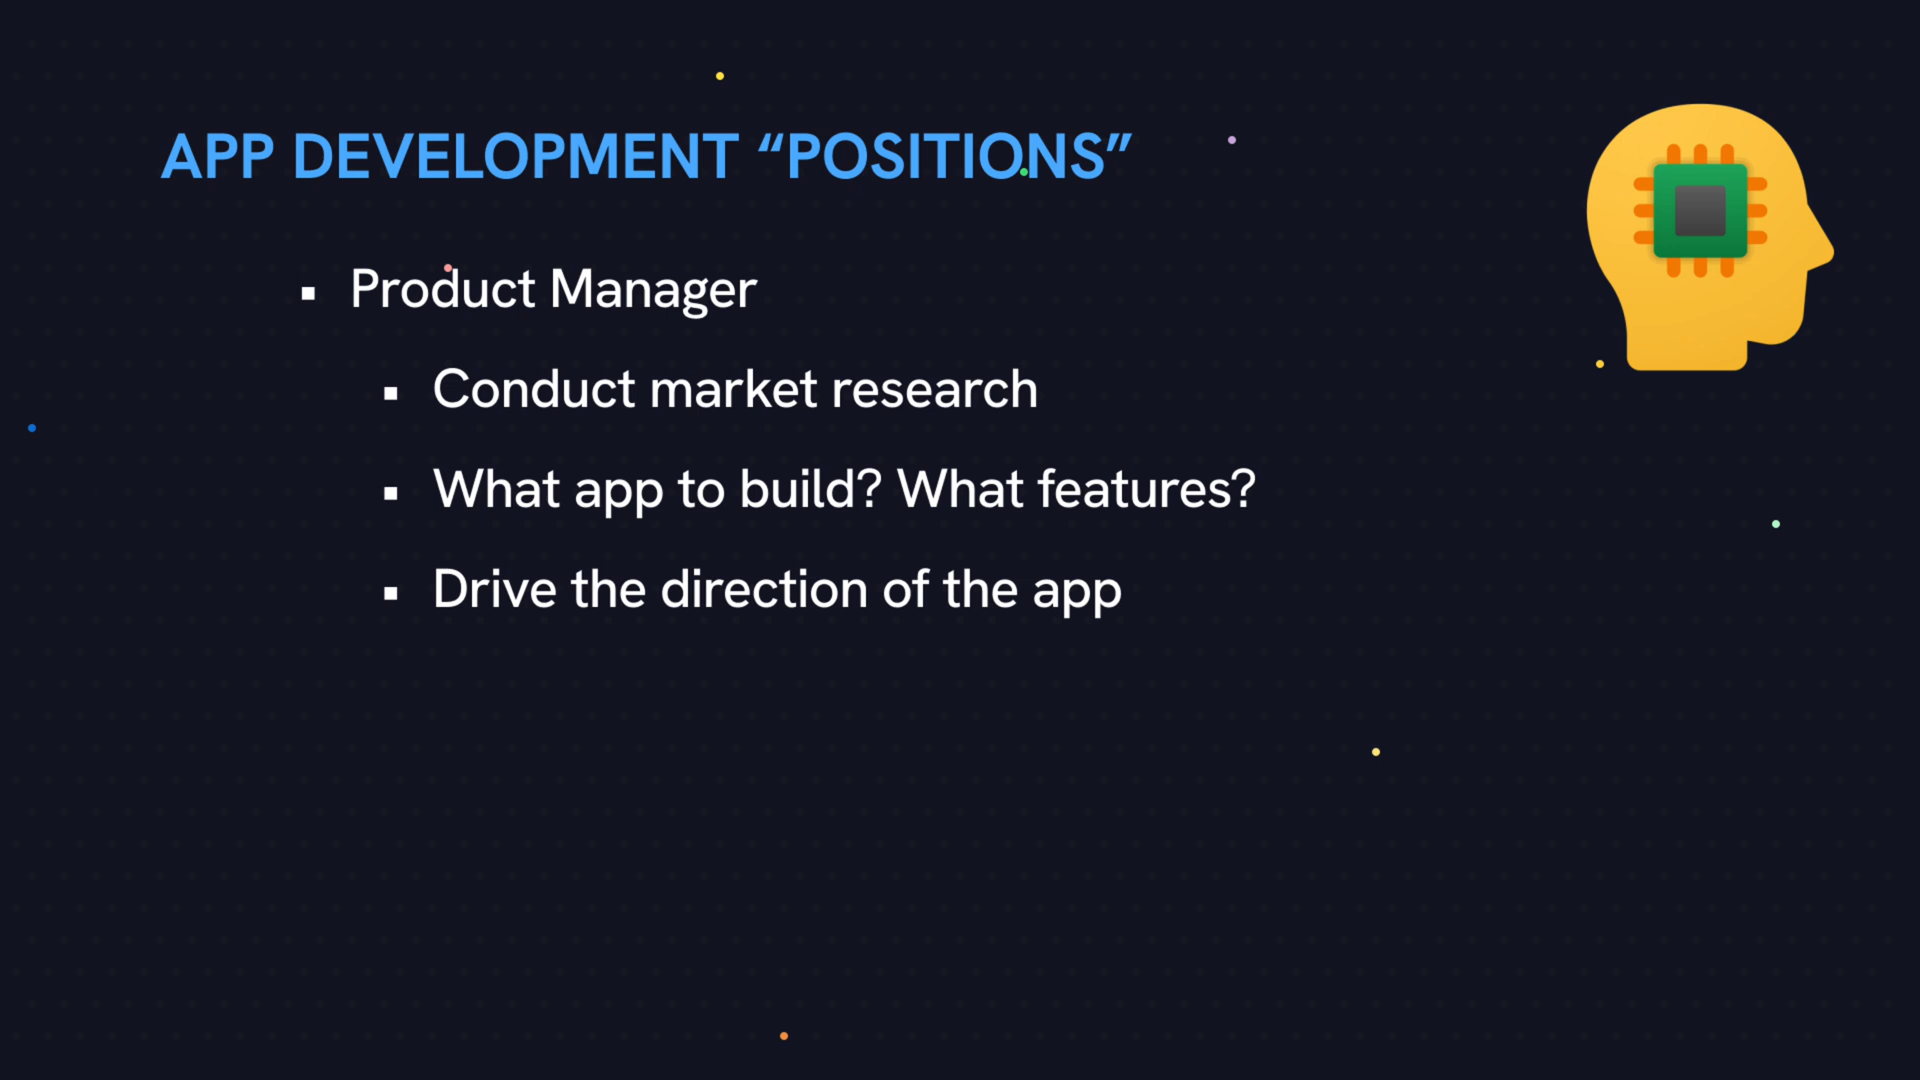 APP DEVELOPMENT “POSITIONS”
▪ Product Manager
▪ Conduct market research
▪ What app to build? What features?
▪ Drive the direction of the app